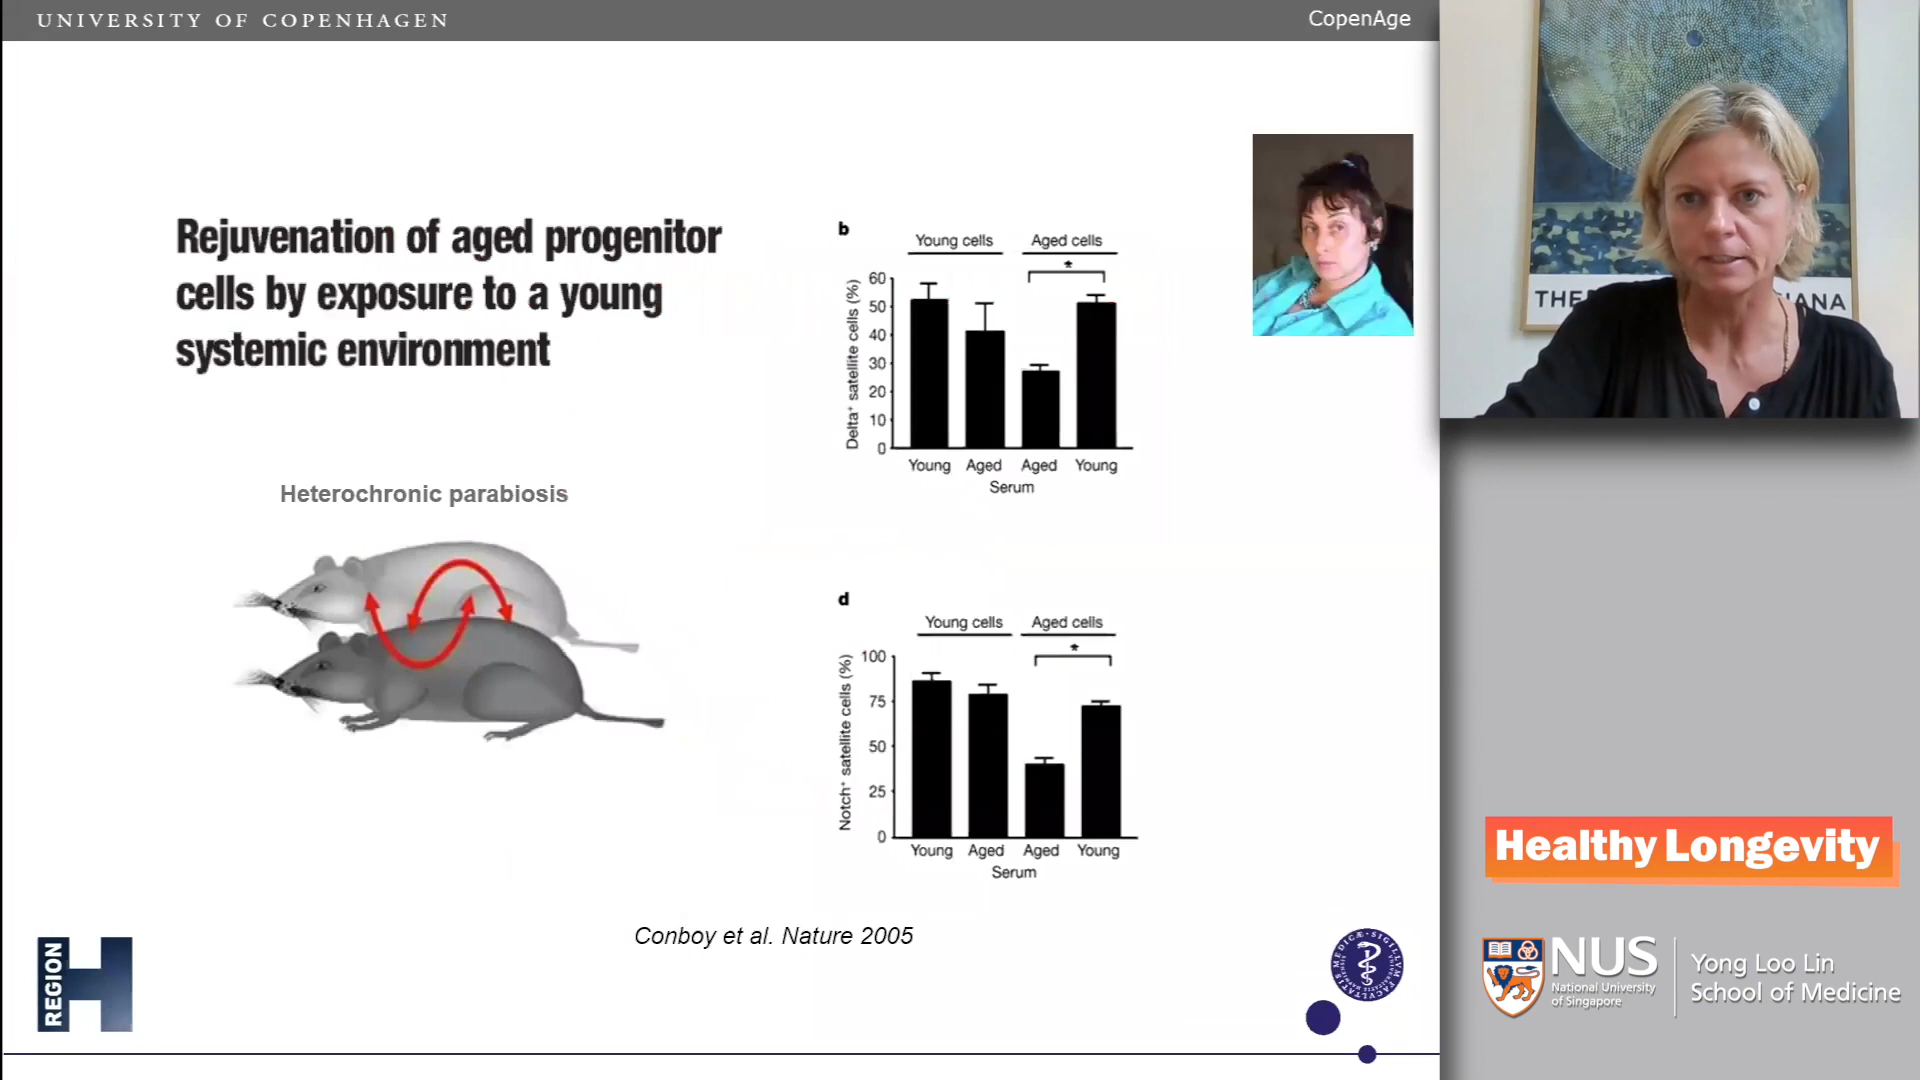 UNIVERSITY OF COPENHAGEN
CopenAge
Rejuvenation of aged progenitor
cells by exposure to a young
systemic environment
Heterochronic parabiosis
b
Young cells Aged cells
*
Delta+ satellite cells (%)
60
50
40
30
20
10
0
Young Aged Aged Young
Serum
d
Young cells Aged cells
*
Notch+ satellite cells (%)
100
75
50
25
0
Young Aged Aged Young
Serum
Conboy et al. Nature 2005
REGION H
THE
IANA
Healthy Longevity
NUS
National University
of Singapore
Yong Loo Lin
School of Medicine